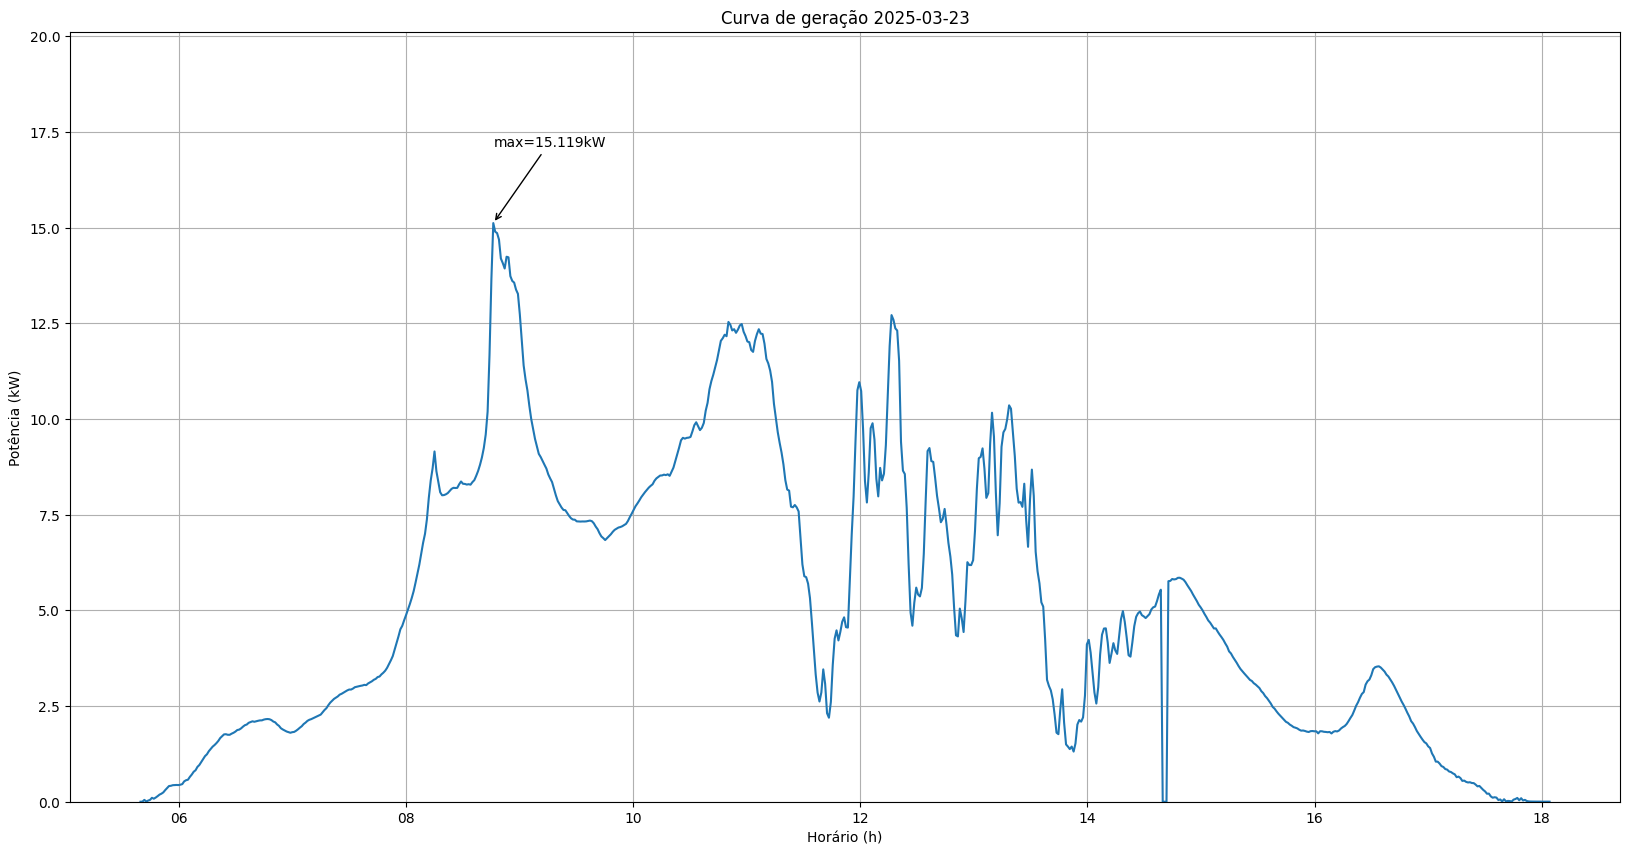 Curva de geração 2025-03-23
20.0
17.5
max=15.119kW
15.0
12.5
10.0
Potência (kW)
7.5
5.0
2.5
0.0
06 08 10 12 14 16 18
Horário (h)